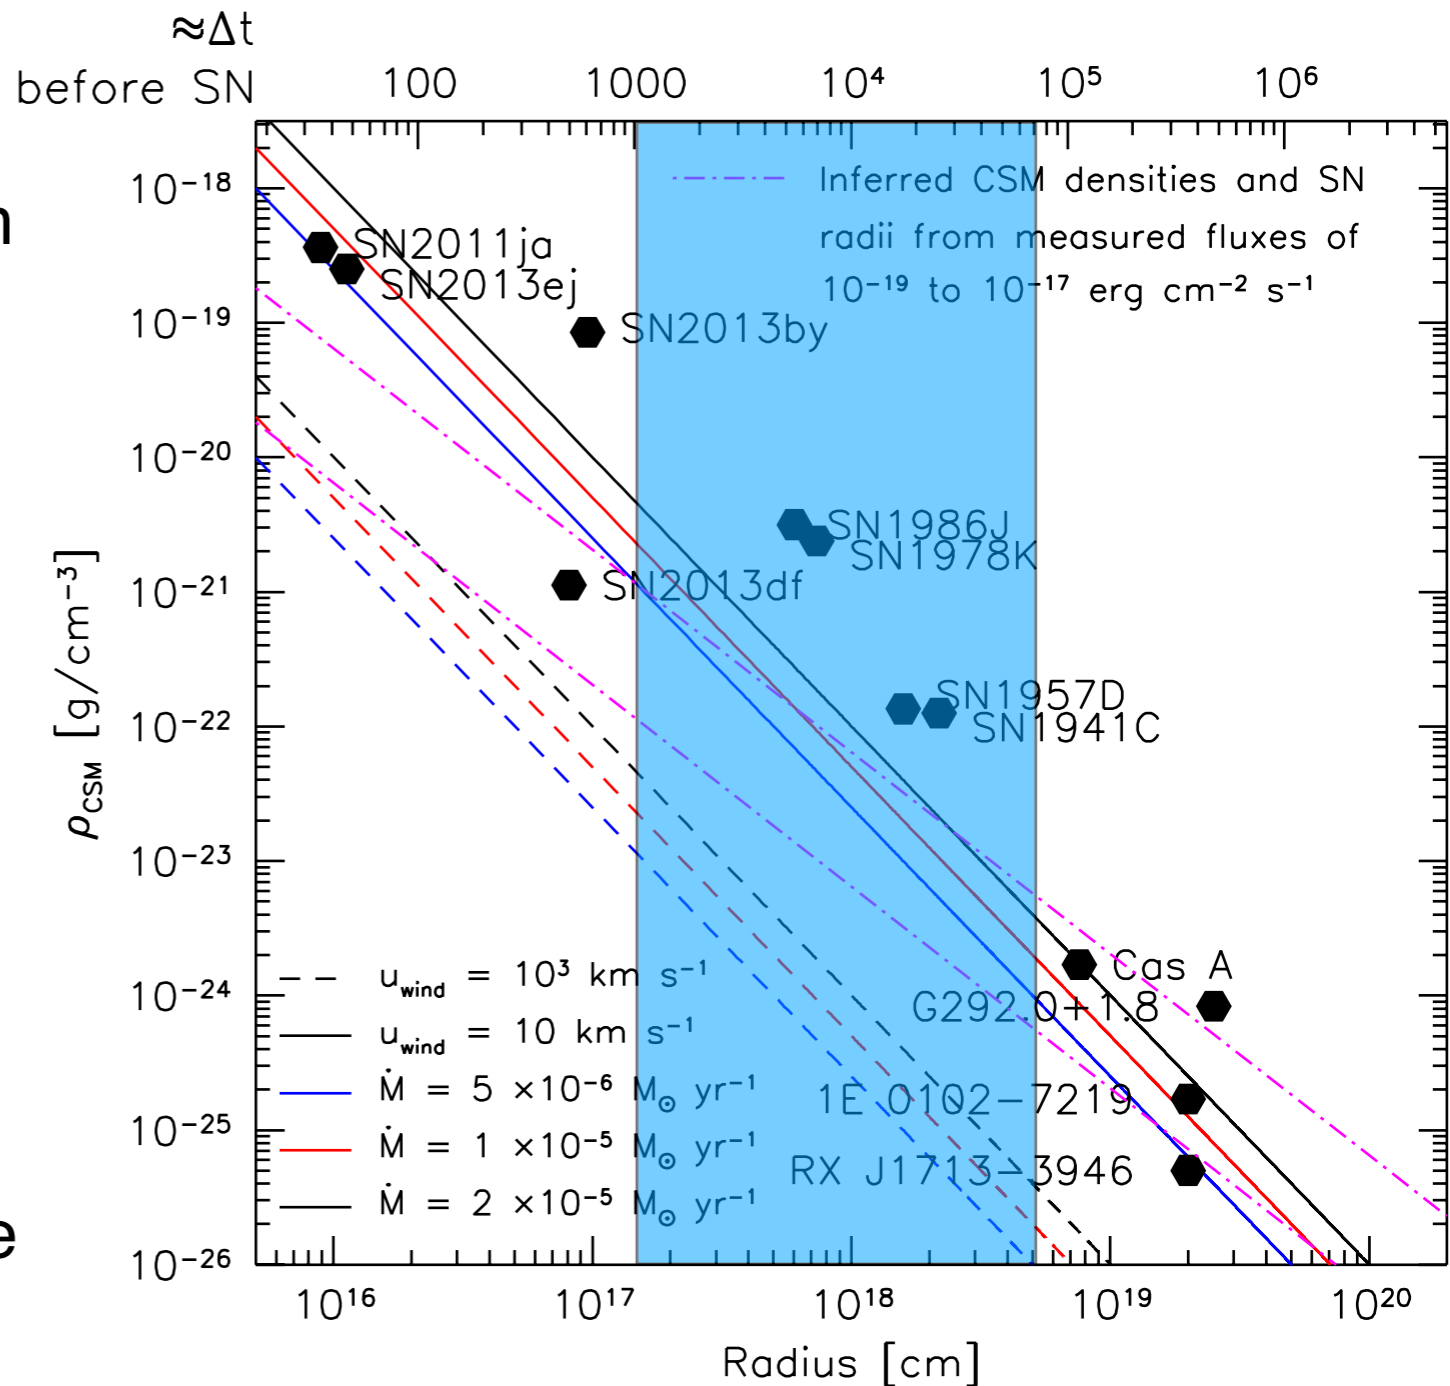 ≈Δt
before SN 100 1000 10⁴ 10⁵ 10⁶
10⁻¹⁸
10⁻¹⁹
10⁻²⁰
10⁻²¹
10⁻²²
10⁻²³
10⁻²⁴
10⁻²⁵
10⁻²⁶
ρCSM [g/cm⁻³]
n
e
Inferred CSM densities and SN
radii from measured fluxes of
10⁻¹⁹ to 10⁻¹⁷ erg cm⁻² s⁻¹
SN2011ja
SN2013ej
SN2013by
SN1986J
SN1978K
SN2013df
SN1957D
SN1941C
Cas A
G292.0+1.8
1E 0102-7219
RX J1713-3946
uwind = 10³ km s⁻¹
uwind = 10 km s⁻¹
Ṁ = 5 ×10⁻⁶ M☉ yr⁻¹
Ṁ = 1 ×10⁻⁵ M☉ yr⁻¹
Ṁ = 2 ×10⁻⁵ M☉ yr⁻¹
10¹⁶ 10¹⁷ 10¹⁸ 10¹⁹ 10²⁰
Radius [cm]